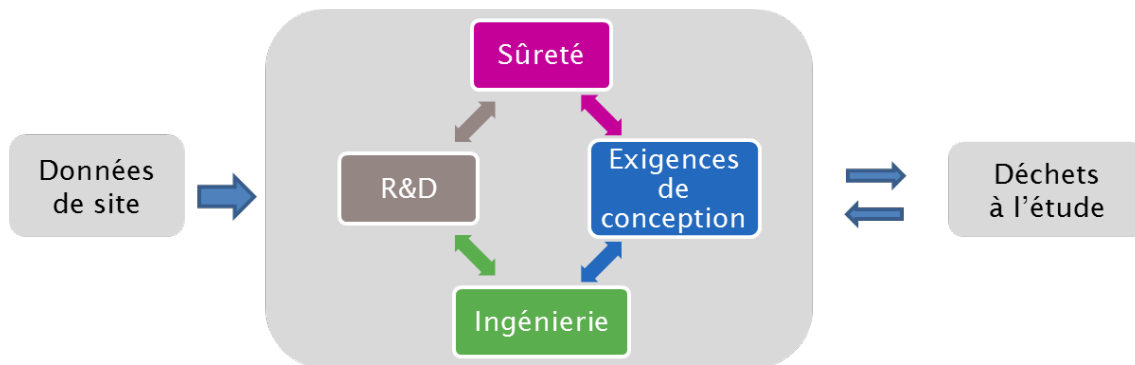 Sûreté
Données
de site
R&D
Exigences
de
conception
Déchets
à l'étude
Ingénierie